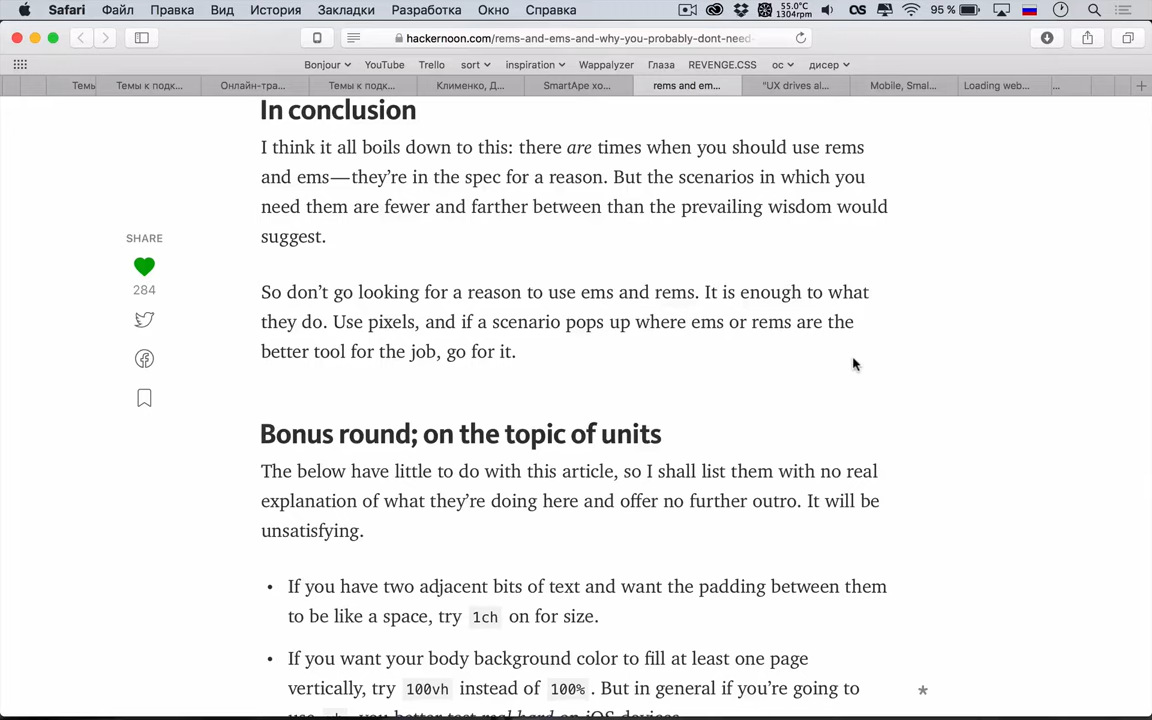 Safari Файл Правка Вид История Закладки Разработка Окно Справка 55.0°C 1304rpm 95 %
hackernoon.com/rems-and-ems-and-why-you-probably-dont-need-
Bonjour YouTube Trello sort inspiration Wappalyzer Глаза REVENGE.CSS ос дисер
Темы Темы к подк... Онлайн-тра... Темы к подк... Клименко, Д... SmartApe хо... rems and em... "UX drives al... Mobile, Smal... Loading web... ...
In conclusion
I think it all boils down to this: there are times when you should use rems
and ems—they’re in the spec for a reason. But the scenarios in which you
need them are fewer and farther between than the prevailing wisdom would
suggest.
SHARE
284
So don’t go looking for a reason to use ems and rems. It is enough to what
they do. Use pixels, and if a scenario pops up where ems or rems are the
better tool for the job, go for it.
Bonus round; on the topic of units
The below have little to do with this article, so I shall list them with no real
explanation of what they’re doing here and offer no further outro. It will be
unsatisfying.
• If you have two adjacent bits of text and want the padding between them
to be like a space, try 1ch on for size.
• If you want your body background color to fill at least one page
vertically, try 100vh instead of 100% . But in general if you’re going to *
use vh you better test real hard on iOS devices.